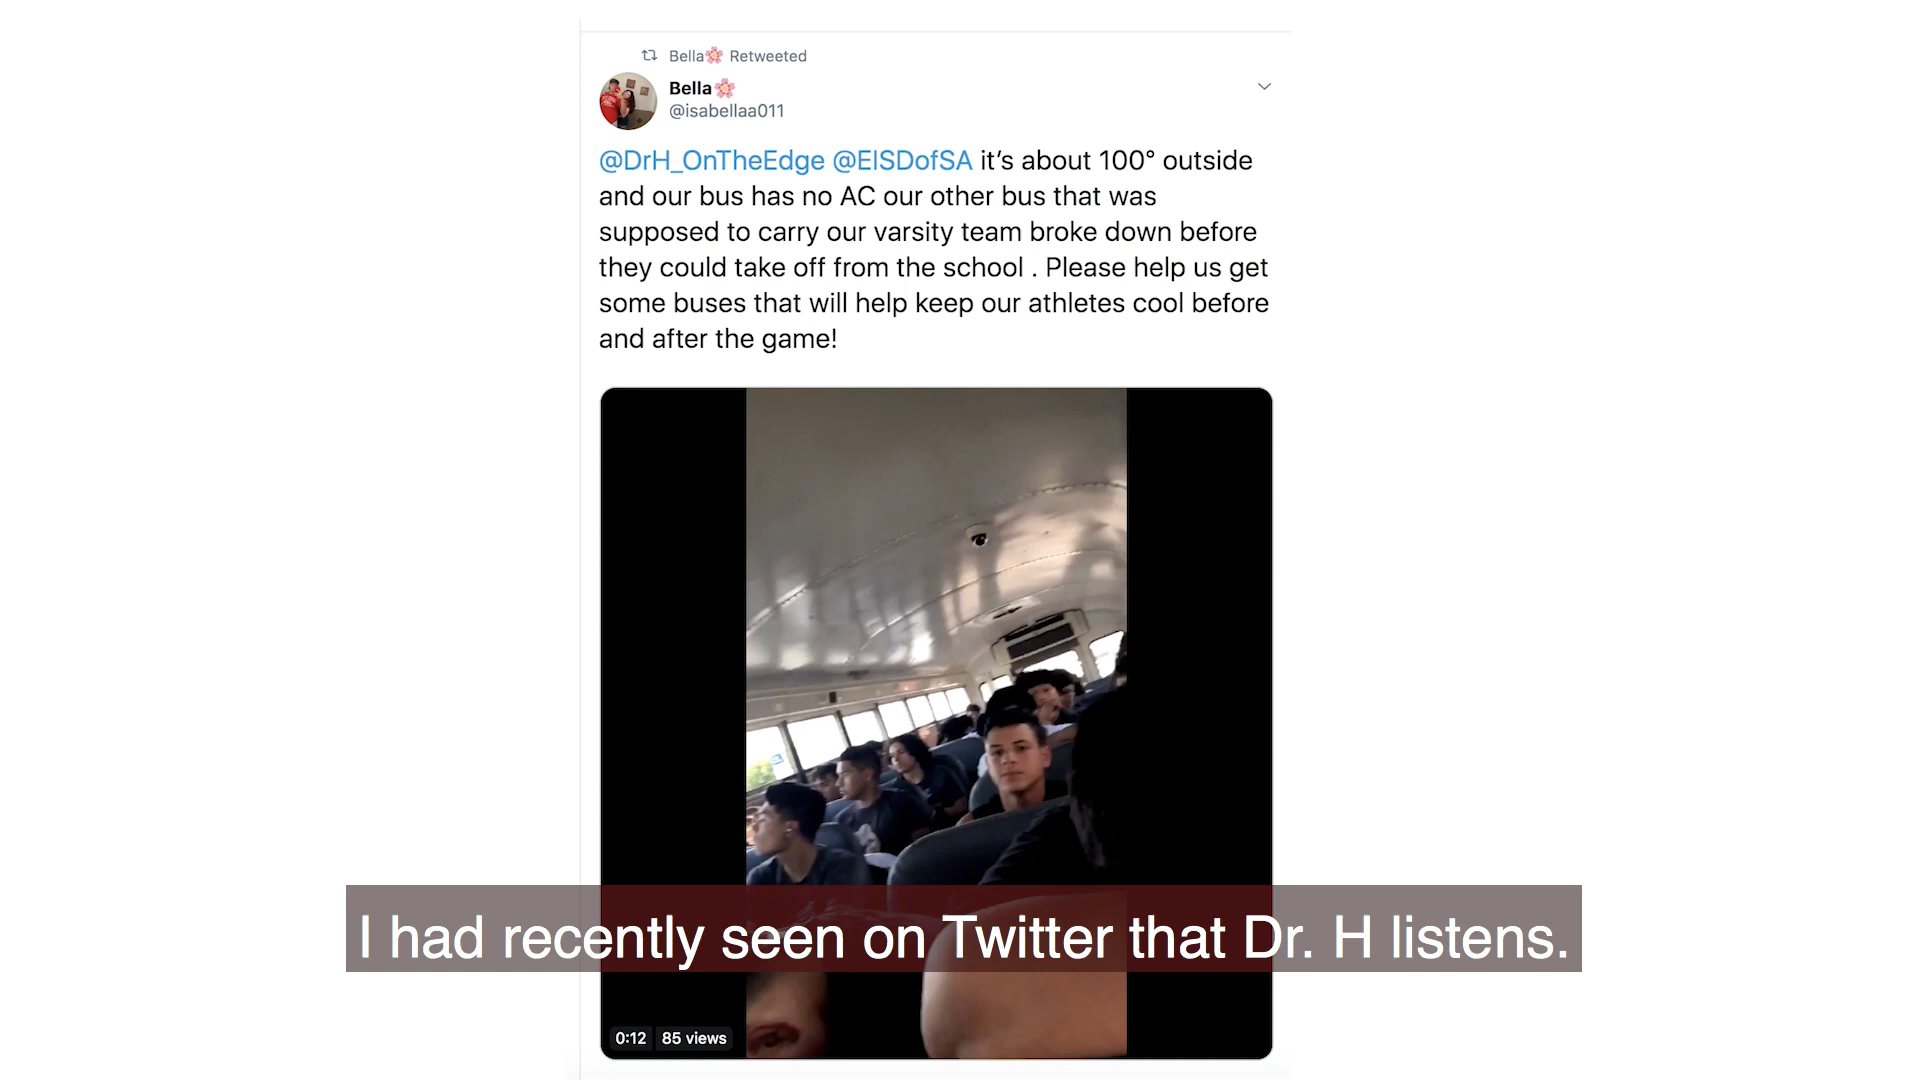 Bella🌸 Retweeted
Bella🌸
@isabellaa011
@DrH_OnTheEdge @EISDofSA it’s about 100° outside
and our bus has no AC our other bus that was
supposed to carry our varsity team broke down before
they could take off from the school . Please help us get
some buses that will help keep our athletes cool before
and after the game!
I had recently seen on Twitter that Dr. H listens.
0:12 85 views